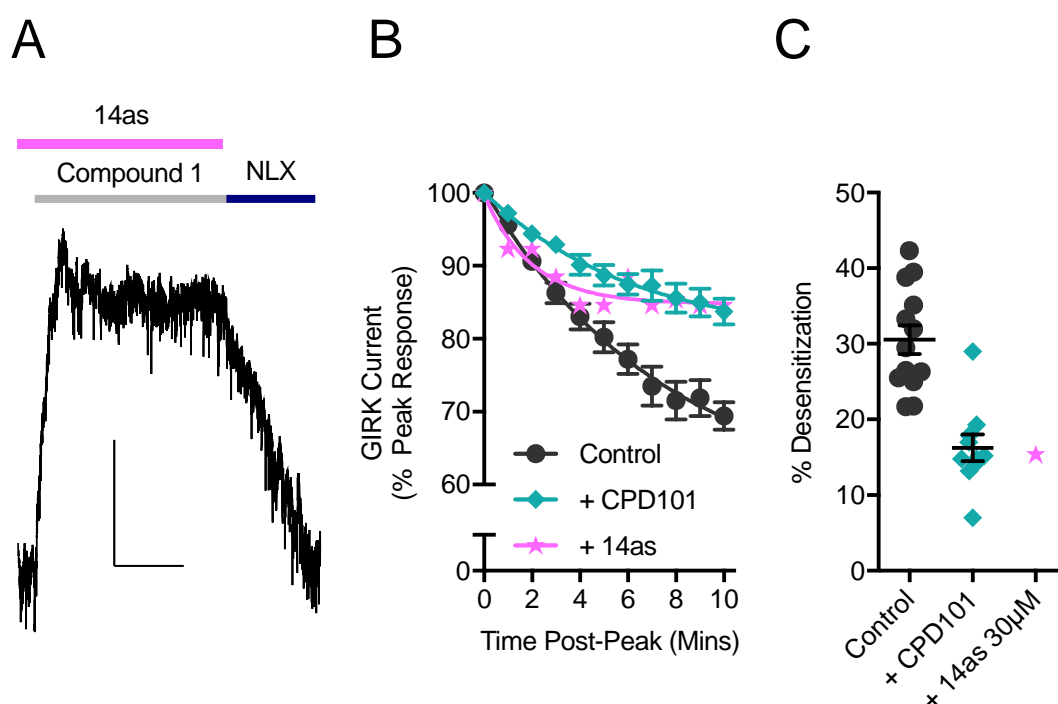 A
14as
Compound 1
NLX
B
GIRK Current
(% Peak Response)
100
90
80
70
60
0
Control
+ CPD101
+ 14as
0 2 4 6 8 10
Time Post-Peak (Mins)
C
% Desensitization
50
40
30
20
10
0
Control
+ CPD101
+ 14as 30µM